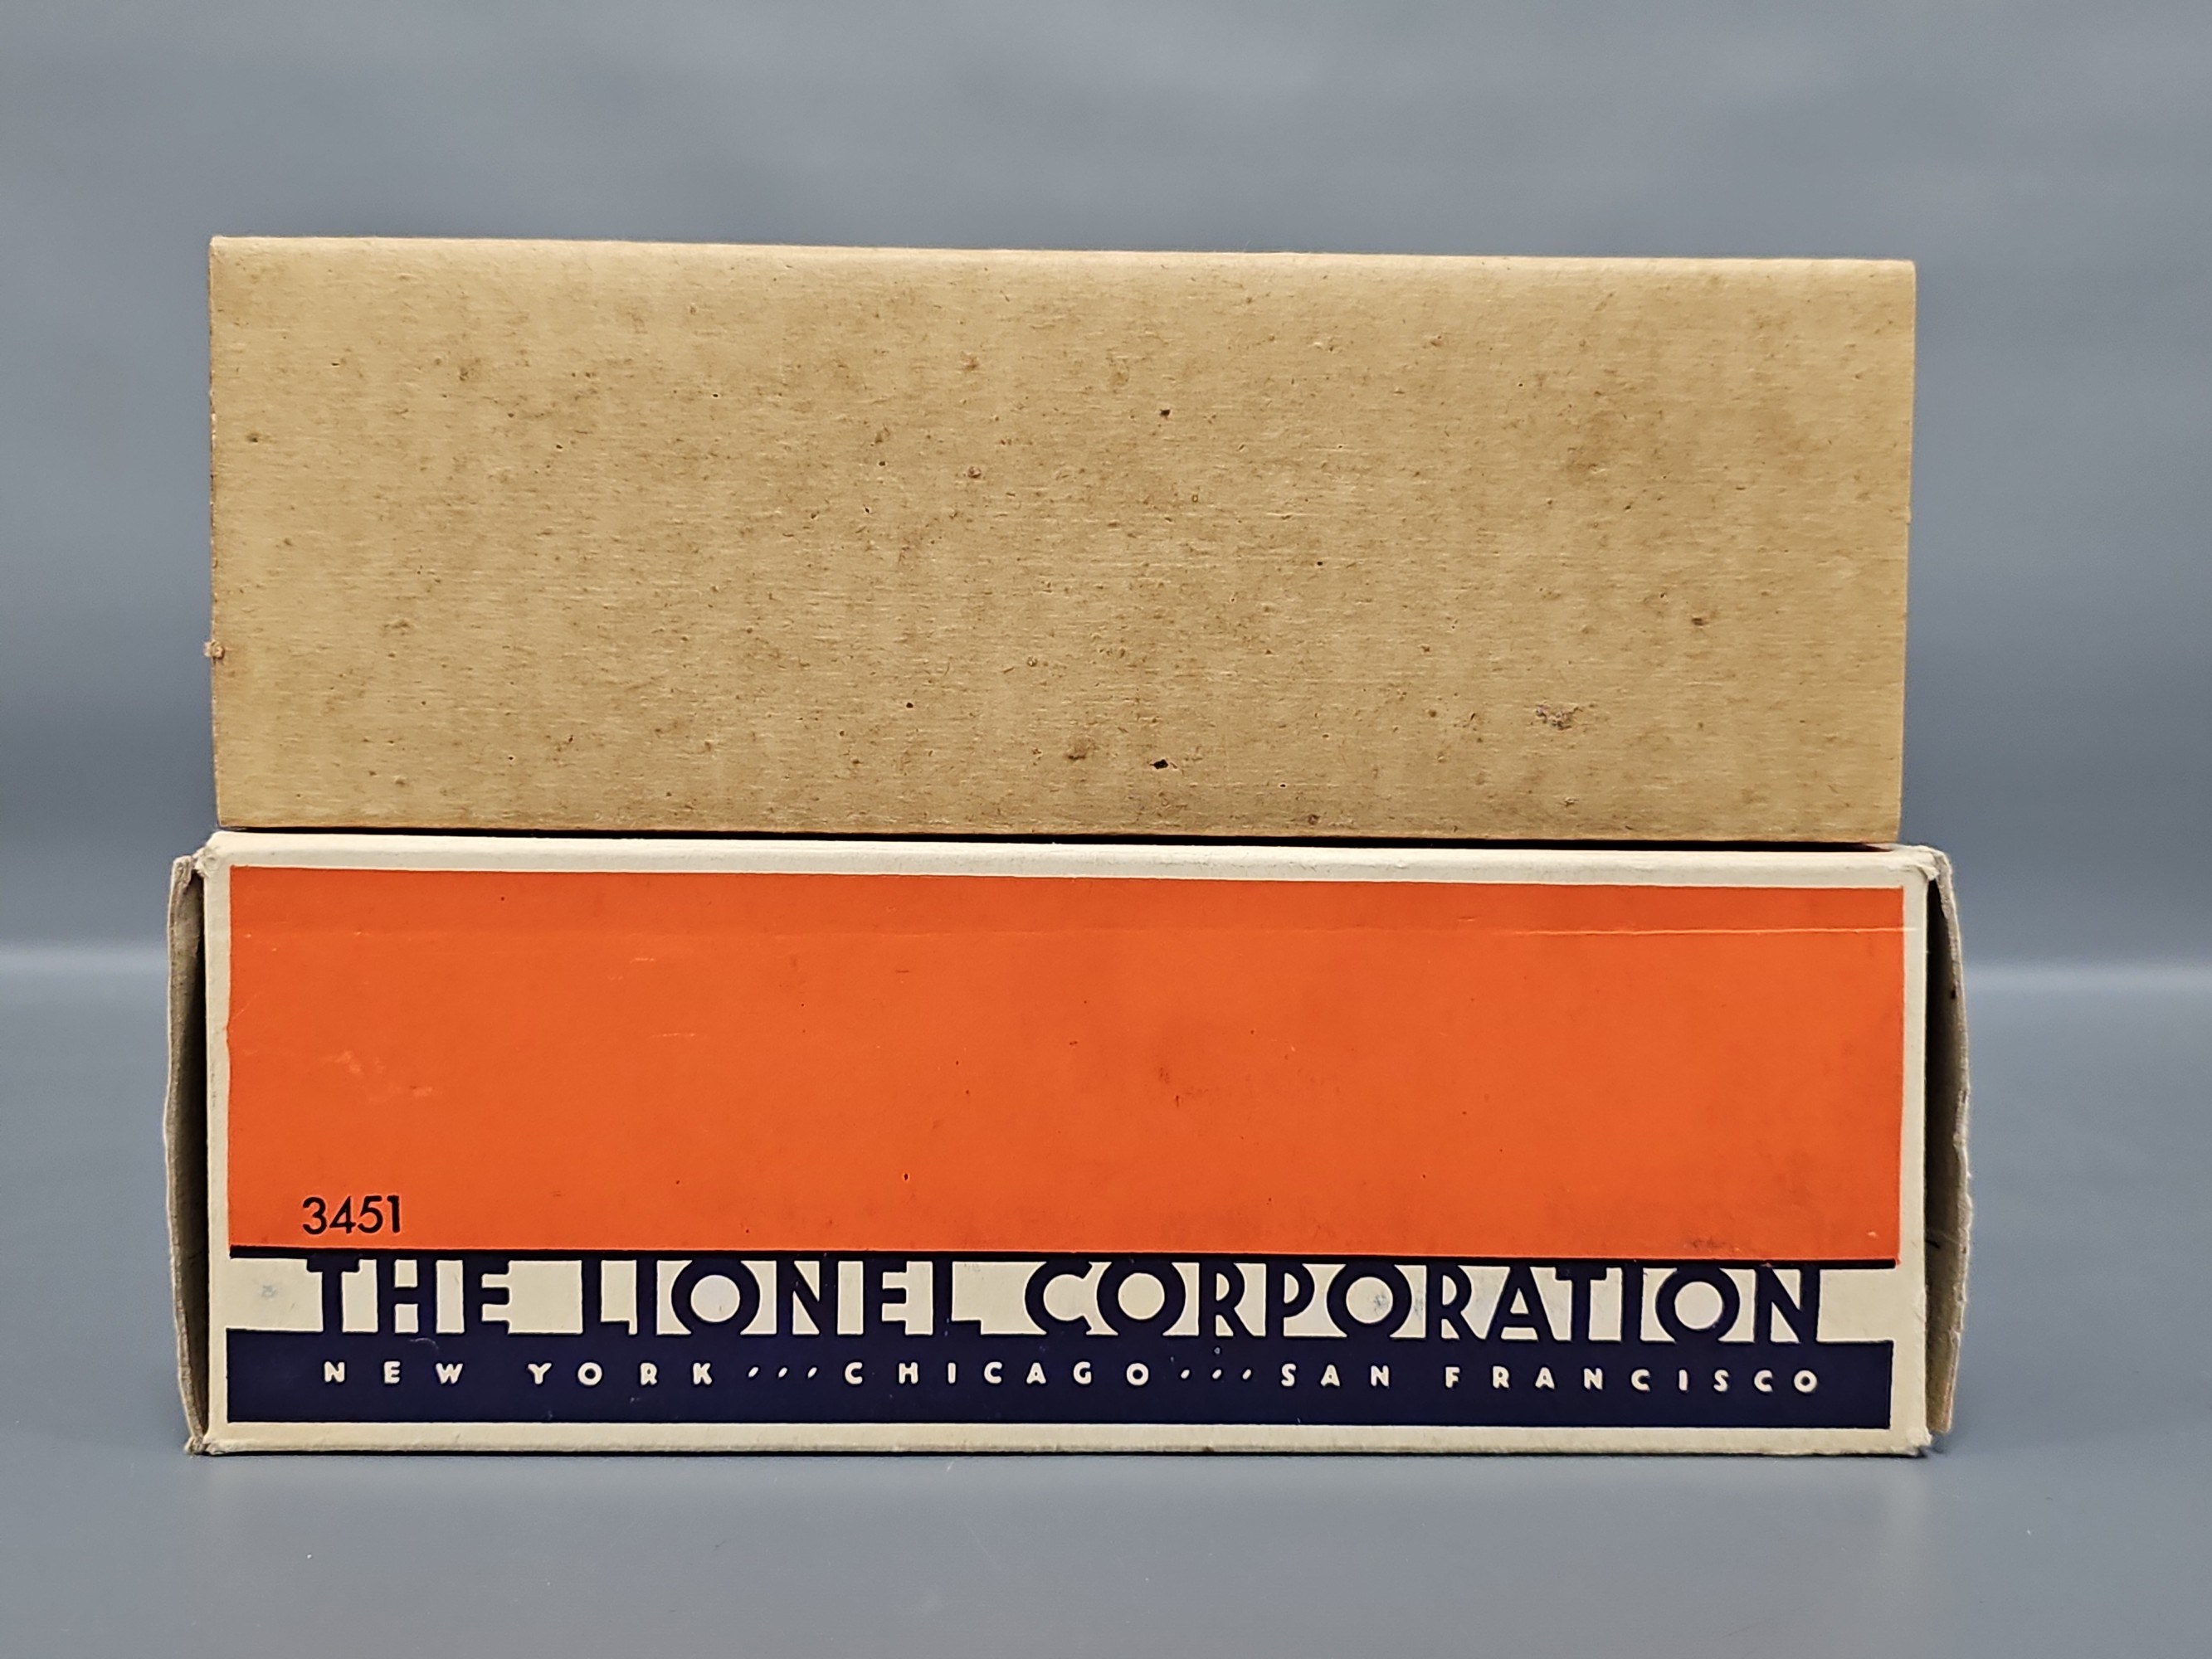 3451
THE LIONEL CORPORATION
NEW YORK ··· CHICAGO ··· SAN FRANCISCO